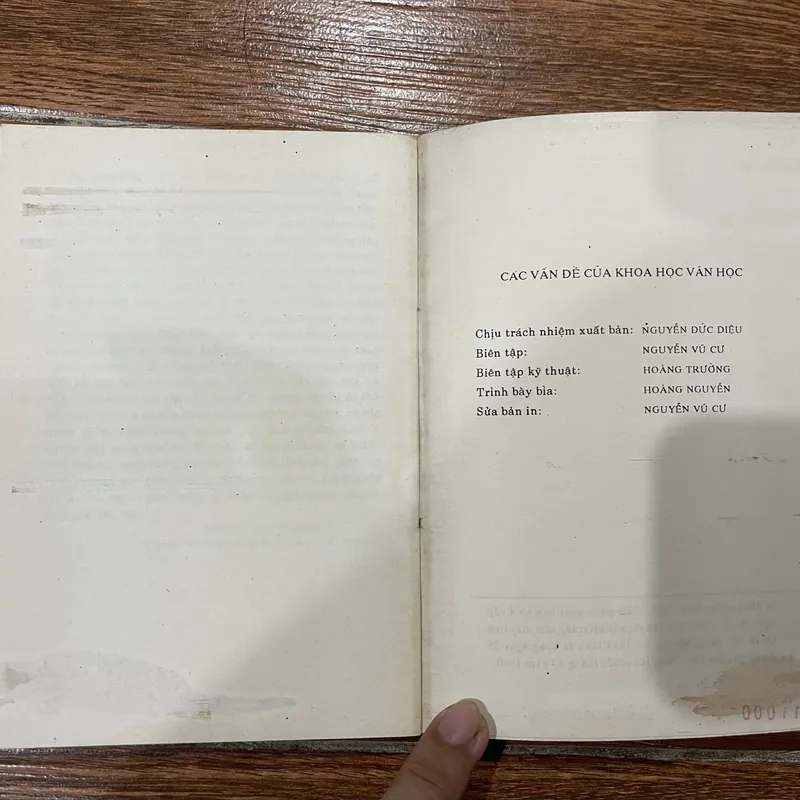 CÁC VẤN ĐỀ CỦA KHOA HỌC VĂN HỌC
Chịu trách nhiệm xuất bản: NGUYỄN ĐỨC DIỆU
Biên tập: NGUYỄN VŨ CƯ
Biên tập kỹ thuật: HOÀNG TRƯỞNG
Trình bày bìa: HOÀNG NGUYÊN
Sửa bản in: NGUYỄN VŨ CƯ